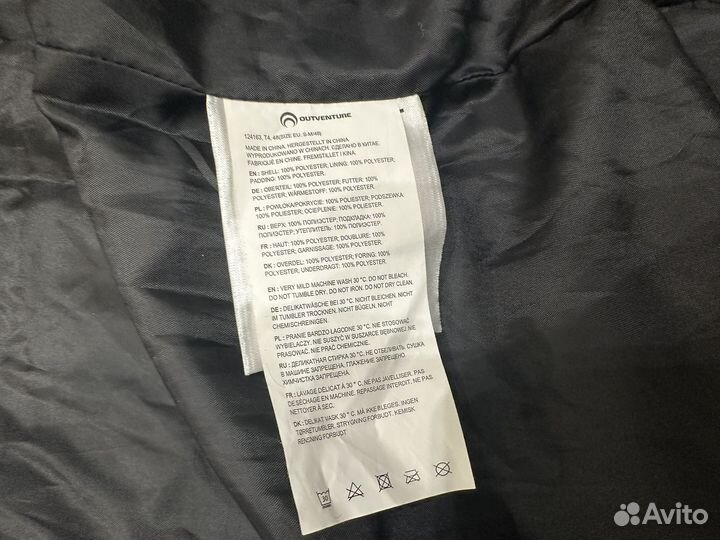 OUTVENTURE
124163, T4, 48(SIZE EU: S-M/48)
MADE IN CHINA. HERGESTELLT IN CHINA
WYPRODUKOWANO W CHINACH. СДЕЛАНО В КИТАЕ.
FABRIQUÉ EN CHINE. FREMSTILLET I KINA
EN: SHELL: 100% POLYESTER; LINING: 100% POLYESTER;
PADDING: 100% POLYESTER.
DE: OBERTEIL: 100% POLYESTER; FUTTER: 100%
POLYESTER; WÄRMESTOFF: 100% POLYESTER.
PL: POWŁOKA/POKRYCIE: 100% POLIESTER; PODSZEWKA:
100% POLIESTER; OCIEPLENIE: 100% POLIESTER.
RU: ВЕРХ: 100% ПОЛИЭСТЕР; ПОДКЛАДКА: 100%
ПОЛИЭСТЕР; УТЕПЛИТЕЛЬ: 100% ПОЛИЭСТЕР.
FR: HAUT: 100% POLYESTER; DOUBLURE: 100%
POLYESTER; GARNISSAGE: 100% POLYESTER.
DK: OVERDEL: 100% POLYESTER; FORING: 100%
POLYESTER; UNDERDRAGT: 100% POLYESTER.
EN: VERY MILD MACHINE WASH 30 °C. DO NOT BLEACH.
DO NOT TUMBLE DRY. DO NOT IRON. DO NOT DRY CLEAN.
DE: DELIKATWÄSCHE BEI 30 °C. NICHT BLEICHEN. NICHT
IM TUMBLER TROCKNEN. NICHT BÜGELN. NICHT
CHEMISCHREINIGEN.
PL: PRANIE BARDZO ŁAGODNE 30 °C. NIE STOSOWAĆ
WYBIELACZY. NIE SUSZYĆ W SUSZARCE BĘBNOWEJ. NIE
PRASOWAĆ. NIE PRAĆ CHEMICZNIE.
RU: ДЕЛИКАТНАЯ СТИРКА 30 °C. НЕ ОТБЕЛИВАТЬ. СУШКА
В МАШИНЕ ЗАПРЕЩЕНА. ГЛАЖЕНИЕ ЗАПРЕЩЕНО.
ХИМЧИСТКА ЗАПРЕЩЕНА.
FR: LAVAGE DÉLICAT À 30 °C. NE PAS JAVELLISER. PAS
DE SÉCHAGE EN MACHINE. REPASSAGE INTERDIT. NE PAS
NETTOYER À SEC.
DK: DELIKAT VASK 30 °C. MÅ IKKE BLEGES. INGEN
TØRRETUMBLER. STRYGNING FORBUDT. KEMISK
RENSNING FORBUDT
30
Avito